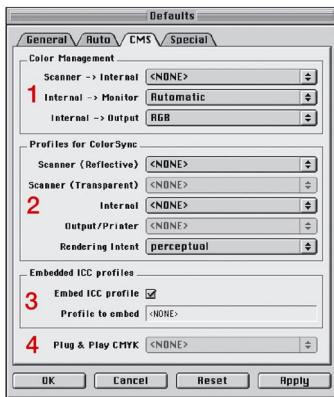 Defaults
General Auto CMS Special
Color Management
Scanner -> Internal <NONE>
1 Internal -> Monitor Automatic
Internal -> Output RGB
Profiles for ColorSync
Scanner (Reflective) <NONE>
Scanner (Transparent) <NONE>
2 Internal <NONE>
Output/Printer <NONE>
Rendering Intent perceptual
Embedded ICC profiles
3 Embed ICC profile
Profile to embed <NONE>
4 Plug & Play CMYK <NONE>
OK Cancel Reset Apply